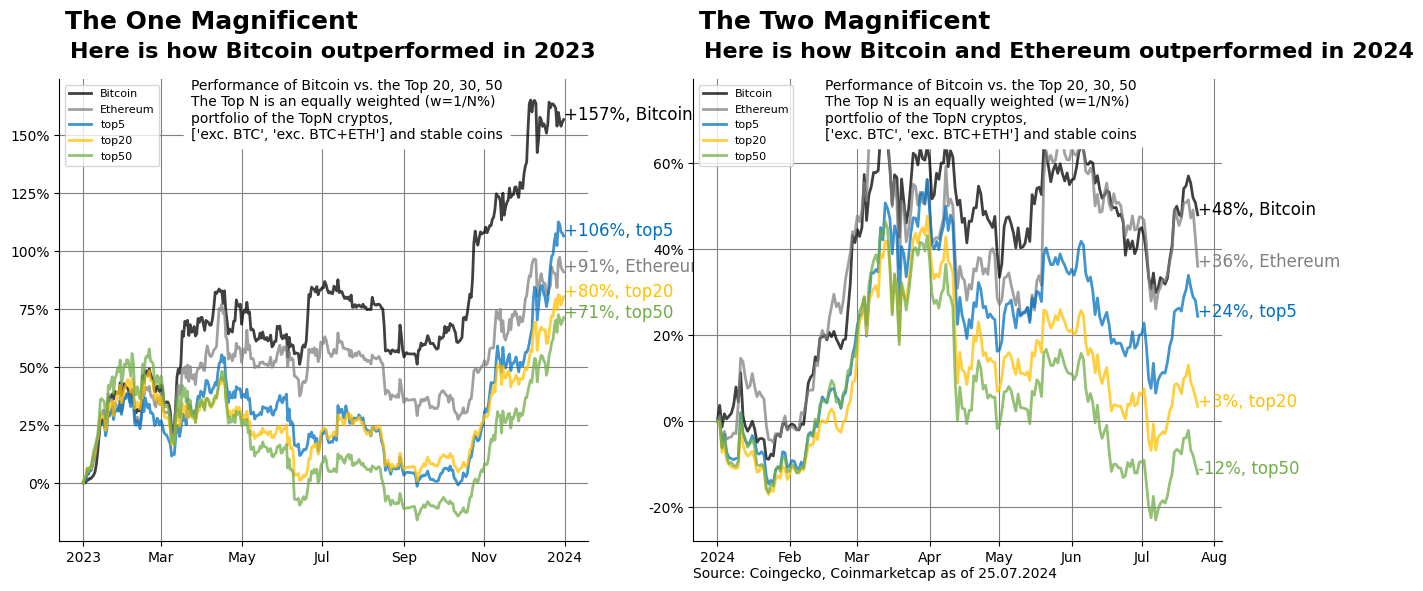 The One Magnificent
Here is how Bitcoin outperformed in 2023
Bitcoin
Ethereum
top5
top20
top50
Performance of Bitcoin vs. the Top 20, 30, 50
The Top N is an equally weighted (w=1/N%)
portfolio of the TopN cryptos,
['exc. BTC', 'exc. BTC+ETH'] and stable coins
150%
125%
100%
75%
50%
25%
0%
+157%, Bitcoin
+106%, top5
+91%, Ethereum
+80%, top20
+71%, top50
2023
Mar
May
Jul
Sep
Nov
2024
The Two Magnificent
Here is how Bitcoin and Ethereum outperformed in 2024
Bitcoin
Ethereum
top5
top20
top50
Performance of Bitcoin vs. the Top 20, 30, 50
The Top N is an equally weighted (w=1/N%)
portfolio of the TopN cryptos,
['exc. BTC', 'exc. BTC+ETH'] and stable coins
60%
40%
20%
0%
-20%
+48%, Bitcoin
+36%, Ethereum
+24%, top5
+3%, top20
-12%, top50
2024
Feb
Mar
Apr
May
Jun
Jul
Aug
Source: Coingecko, Coinmarketcap as of 25.07.2024